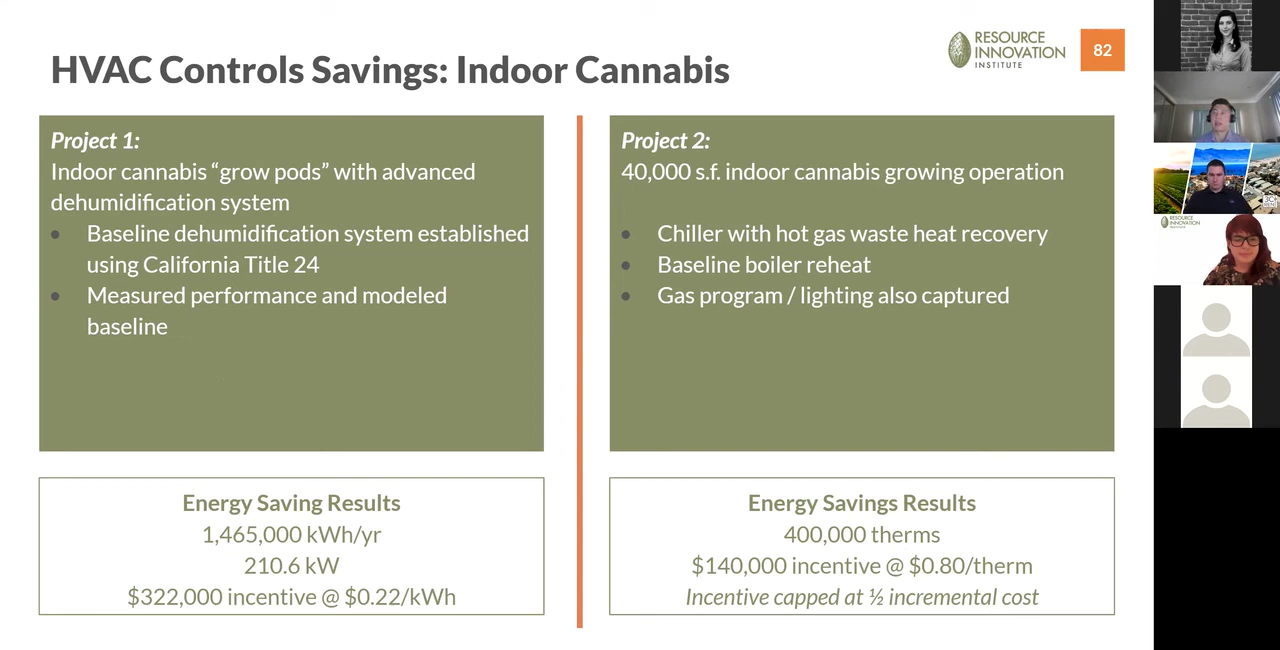 HVAC Controls Savings: Indoor Cannabis
RESOURCE
INNOVATION
INSTITUTE
82
Project 1:
Indoor cannabis “grow pods” with advanced
dehumidification system
Baseline dehumidification system established
using California Title 24
Measured performance and modeled
baseline
Energy Saving Results
1,465,000 kWh/yr
210.6 kW
$322,000 incentive @ $0.22/kWh
Project 2:
40,000 s.f. indoor cannabis growing operation
Chiller with hot gas waste heat recovery
Baseline boiler reheat
Gas program / lighting also captured
Energy Savings Results
400,000 therms
$140,000 incentive @ $0.80/therm
Incentive capped at ½ incremental cost
RESOURCE
INNOVATION